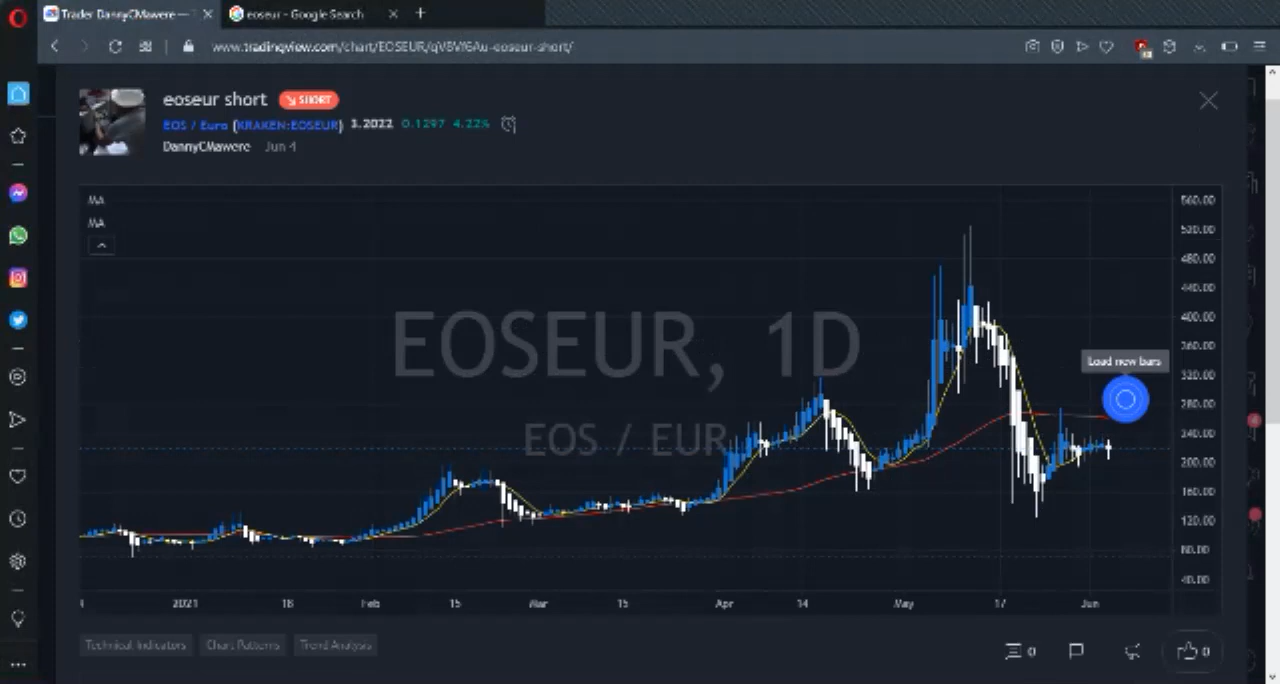 Trader DannyCMawere —
eoseur - Google Search
www.tradingview.com/chart/EOSEUR/qV8Vf6Au-eoseur-short/
eoseur short SHORT
EOS / Euro (KRAKEN:EOSEUR) 3.2022 0.1297 4.22%
DannyCMawere Jun 4
MA
MA
EOSEUR, 1D
EOS / EUR
Load new bars
560.00
520.00
480.00
440.00
400.00
360.00
320.00
280.00
240.00
200.00
160.00
120.00
80.00
40.00
2021 18 Feb 15 Mar 15 Apr 14 May 17 Jun
Technical Indicators Chart Patterns Trend Analysis
0 0